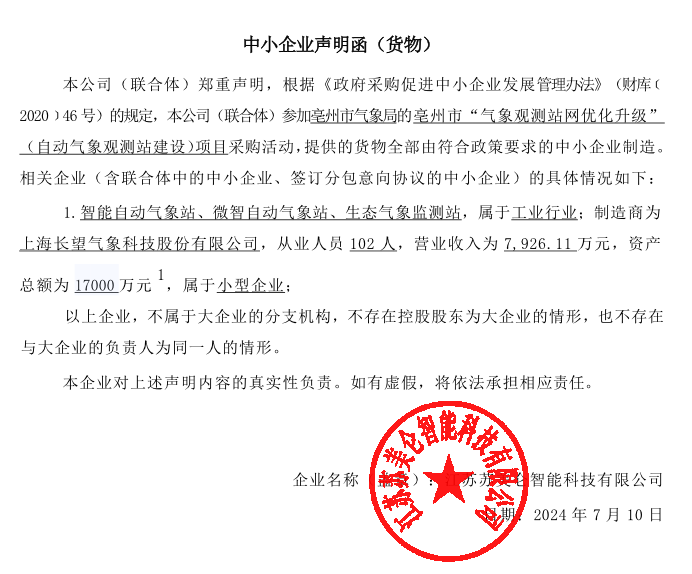 中小企业声明函（货物）
本公司（联合体）郑重声明，根据《政府采购促进中小企业发展管理办法》（财库﹝
2020﹞46 号）的规定，本公司（联合体）参加亳州市气象局的亳州市“气象观测站网优化升级”
（自动气象观测站建设）项目采购活动，提供的货物全部由符合政策要求的中小企业制造。
相关企业（含联合体中的中小企业、签订分包意向协议的中小企业）的具体情况如下：
1. 智能自动气象站、微智自动气象站、生态气象监测站，属于工业行业；制造商为
上海长望气象科技股份有限公司，从业人员 102 人，营业收入为 7,926.11 万元，资产
总额为 17000 万元 1，属于小型企业；
以上企业，不属于大企业的分支机构，不存在控股股东为大企业的情形，也不存在
与大企业的负责人为同一人的情形。
本企业对上述声明内容的真实性负责。如有虚假，将依法承担相应责任。
江苏苏美仑智能科技有限公司
企业名称（盖章）：江苏苏美仑智能科技有限公司
日期：2024 年 7 月 10 日